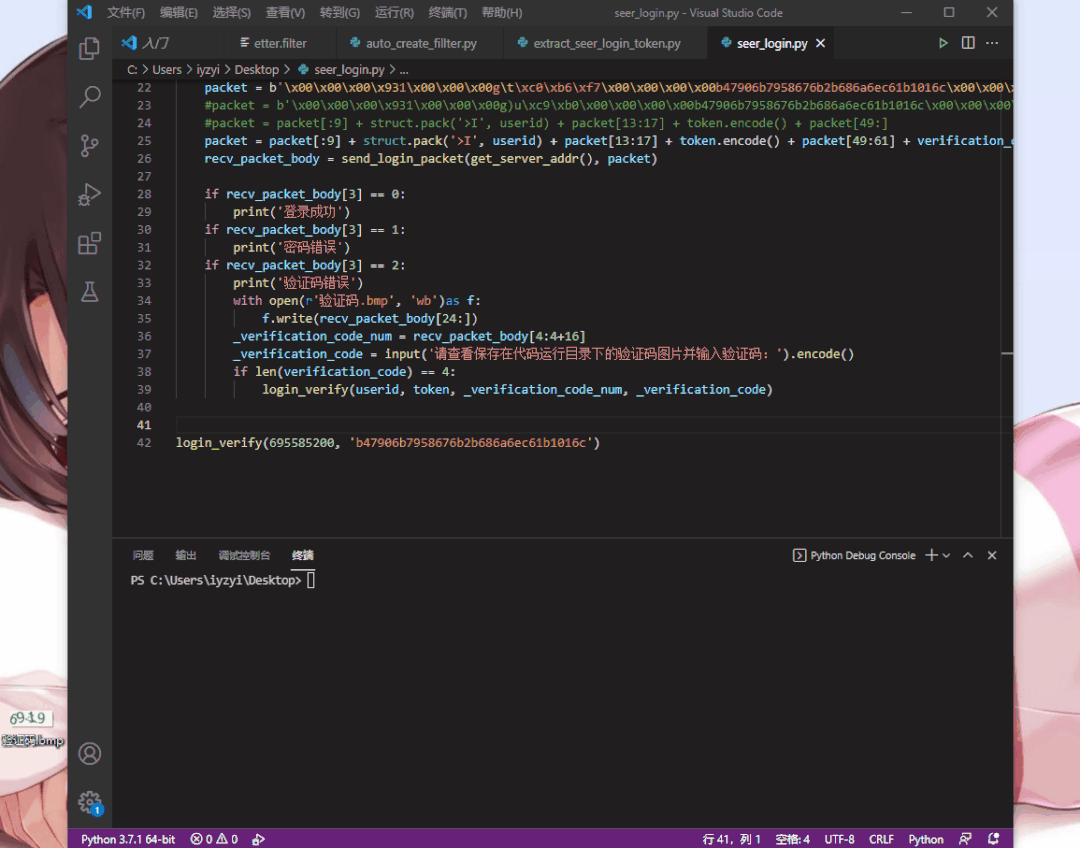 文件(F) 编辑(E) 选择(S) 查看(V) 转到(G) 运行(R) 终端(T) 帮助(H) seer_login.py - Visual Studio Code
入门 etter.filter auto_create_fillter.py extract_seer_login_token.py seer_login.py
C: > Users > iyzyi > Desktop > seer_login.py > ...
22 packet = b'\x00\x00\x00\x931\x00\x00\x00g\t\xc0\xb6\xf7\x00\x00\x00\x00b47906b7958676b2b686a6ec61b1016c\x00\x00\x
23 #packet = b'\x00\x00\x00\x931\x00\x00\x00g)u\xc9\xb0\x00\x00\x00\x00b47906b7958676b2b686a6ec61b1016c\x00\x00\x00
24 #packet = packet[:9] + struct.pack('>I', userid) + packet[13:17] + token.encode() + packet[49:]
25 packet = packet[:9] + struct.pack('>I', userid) + packet[13:17] + token.encode() + packet[49:61] + verification_
26 recv_packet_body = send_login_packet(get_server_addr(), packet)
27
28 if recv_packet_body[3] == 0:
29 print('登录成功')
30 if recv_packet_body[3] == 1:
31 print('密码错误')
32 if recv_packet_body[3] == 2:
33 print('验证码错误')
34 with open(r'验证码.bmp', 'wb')as f:
35 f.write(recv_packet_body[24:])
36 _verification_code_num = recv_packet_body[4:4+16]
37 _verification_code = input('请查看保存在代码运行目录下的验证码图片并输入验证码：').encode()
38 if len(verification_code) == 4:
39 login_verify(userid, token, _verification_code_num, _verification_code)
40
41
42 login_verify(695585200, 'b47906b7958676b2b686a6ec61b1016c')
问题 输出 调试控制台 终端 Python Debug Console
PS C:\Users\iyzyi\Desktop>
验证码.bmp
1
Python 3.7.1 64-bit 0 0 行 41，列 1 空格: 4 UTF-8 CRLF Python